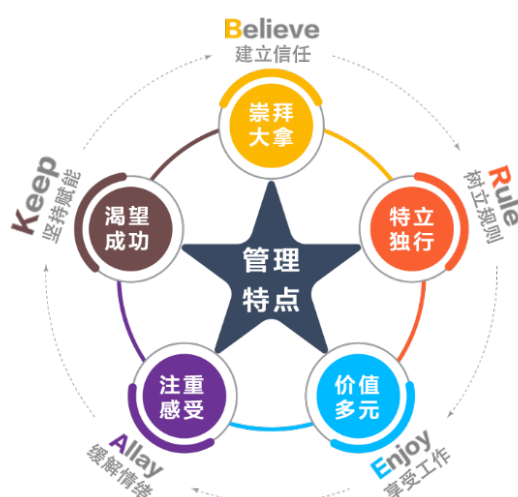 Believe
建立信任
崇拜
大拿
Rule
树立规则
特立
独行
Enjoy
享受工作
价值
多元
Allay
缓解情绪
注重
感受
Keep
坚持赋能
渴望
成功
管理
特点